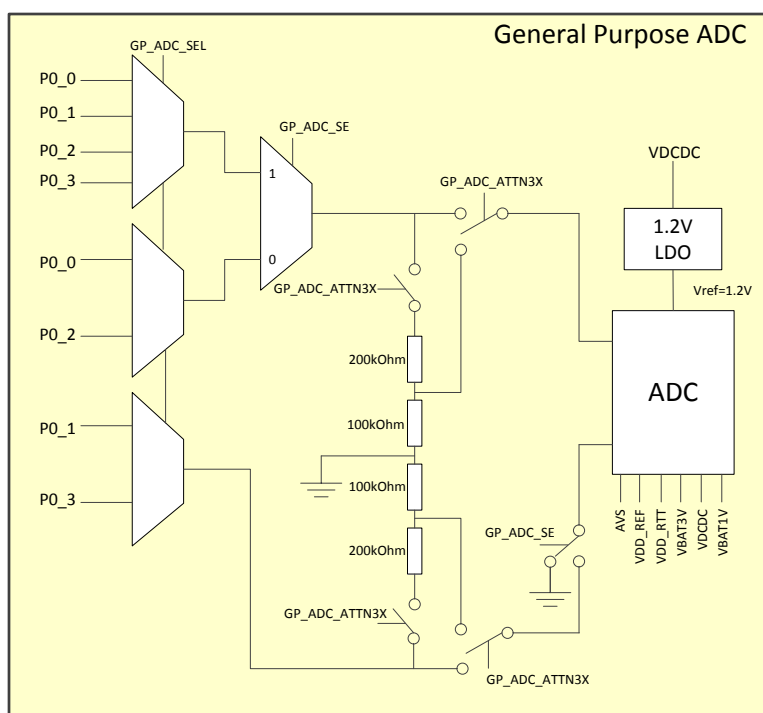 General Purpose ADC
GP_ADC_SEL
P0_0
P0_1
P0_2
P0_3
GP_ADC_SE
1
0
P0_0
P0_2
P0_1
P0_3
GP_ADC_ATTN3X
GP_ADC_ATTN3X
200kOhm
100kOhm
100kOhm
200kOhm
GP_ADC_ATTN3X
GP_ADC_ATTN3X
GP_ADC_SE
VDCDC
1.2V
LDO
Vref=1.2V
ADC
AVS
VDD_REF
VDD_RTT
VBAT3V
VDCDC
VBAT1V